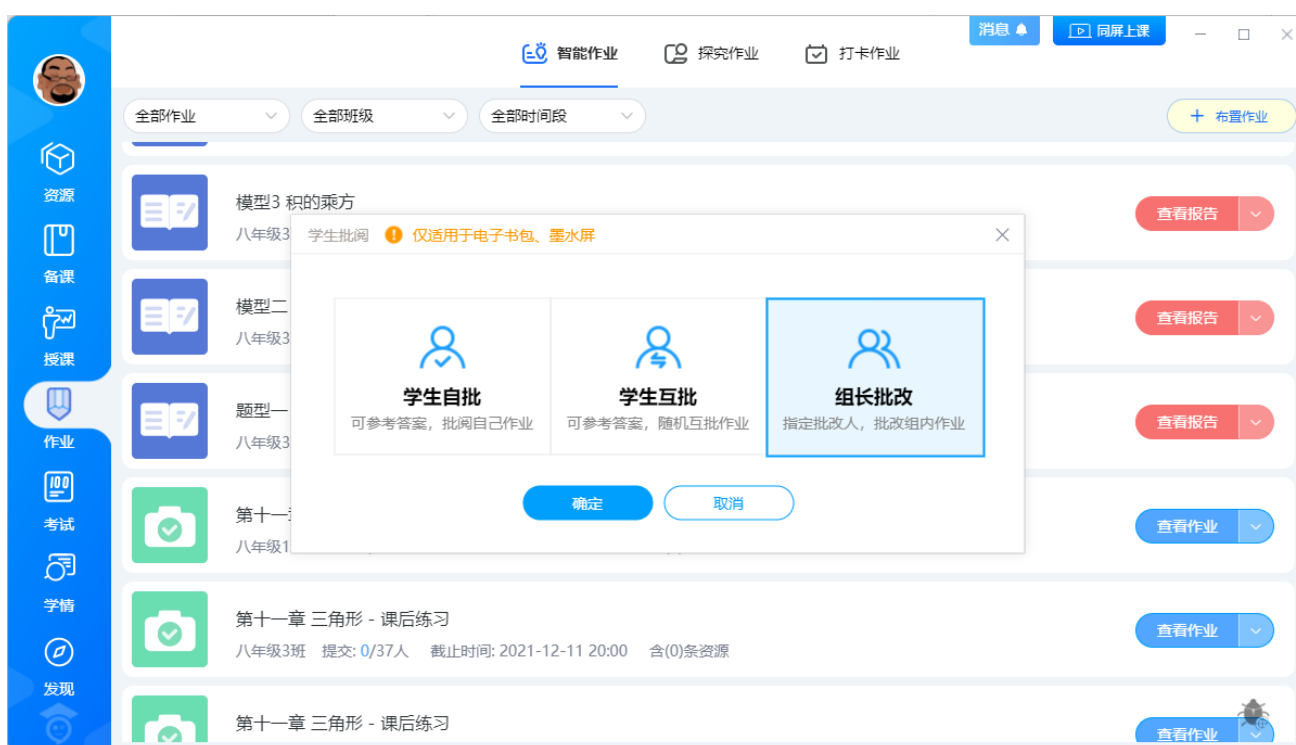 消息
同屏上课
智能作业
探究作业
打卡作业
全部作业
全部班级
全部时间段
布置作业
资源
备课
授课
作业
100
考试
学情
发现
模型3 积的乘方
八年级3
查看报告
学生批阅
仅适用于电子书包、墨水屏
模型二
八年级3
查看报告
学生自批
可参考答案，批阅自己作业
学生互批
可参考答案，随机互批作业
组长批改
指定批改人，批改组内作业
题型一
八年级3
查看报告
确定
取消
第十一
八年级1
查看作业
第十一章 三角形 - 课后练习
八年级3班 提交: 0/37人 截止时间: 2021-12-11 20:00 含(0)条资源
查看作业
第十一章 三角形 - 课后练习
查看作业